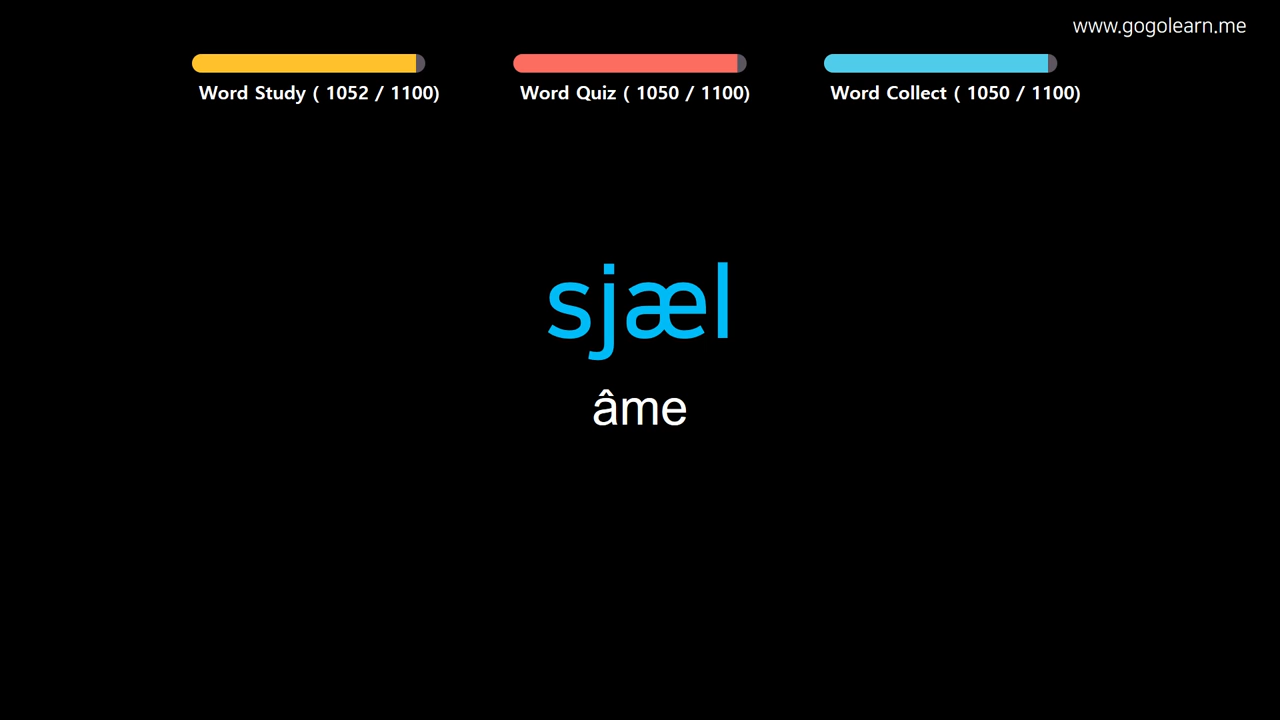 www.gogolearn.me
Word Study ( 1052 / 1100)
Word Quiz ( 1050 / 1100)
Word Collect ( 1050 / 1100)
sjæl
âme